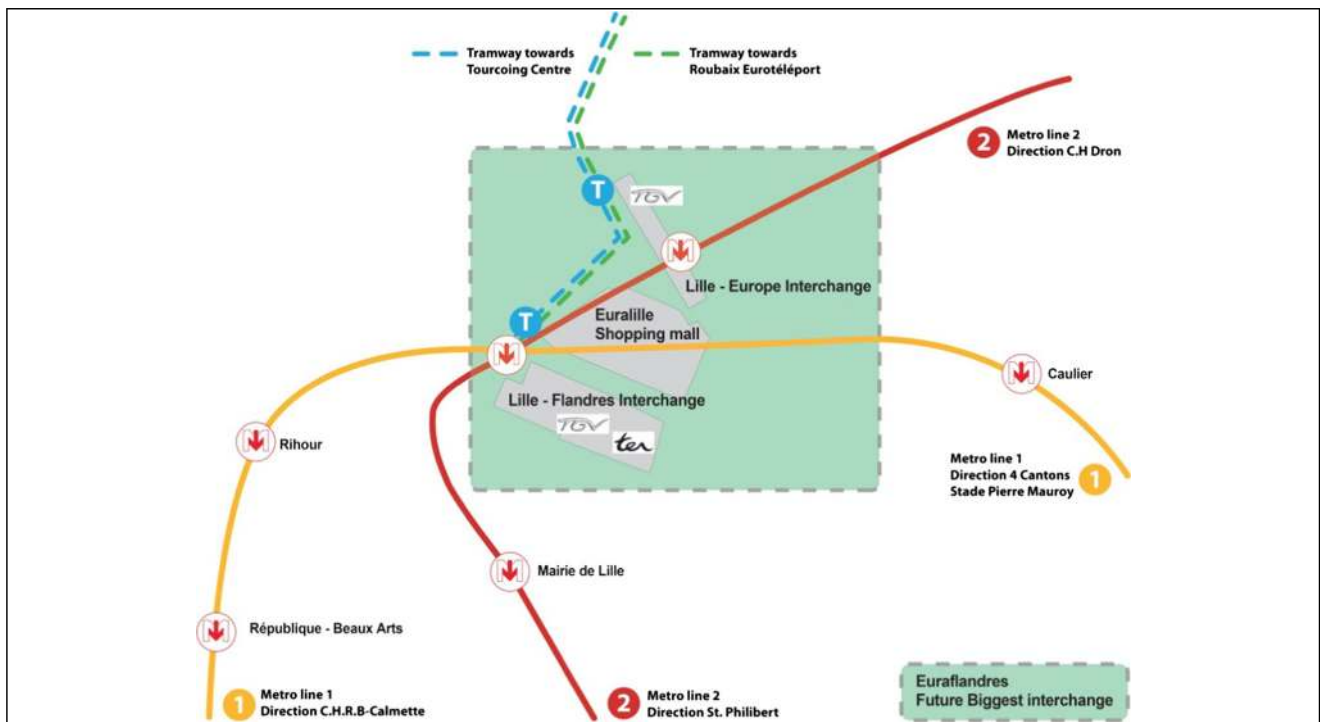 Tramway towards
Tourcoing Centre
Tramway towards
Roubaix Eurotéléport
2
Metro line 2
Direction C.H Dron
T
TGV
M
Lille - Europe Interchange
T
Euralille
Shopping mall
M
Lille - Flandres Interchange
TGV
ter
M
Caulier
M
Rihour
Metro line 1
Direction 4 Cantons
Stade Pierre Mauroy
1
M
Mairie de Lille
M
République - Beaux Arts
1
Metro line 1
Direction C.H.R.B-Calmette
2
Metro line 2
Direction St. Philibert
Euraflandres
Future Biggest interchange